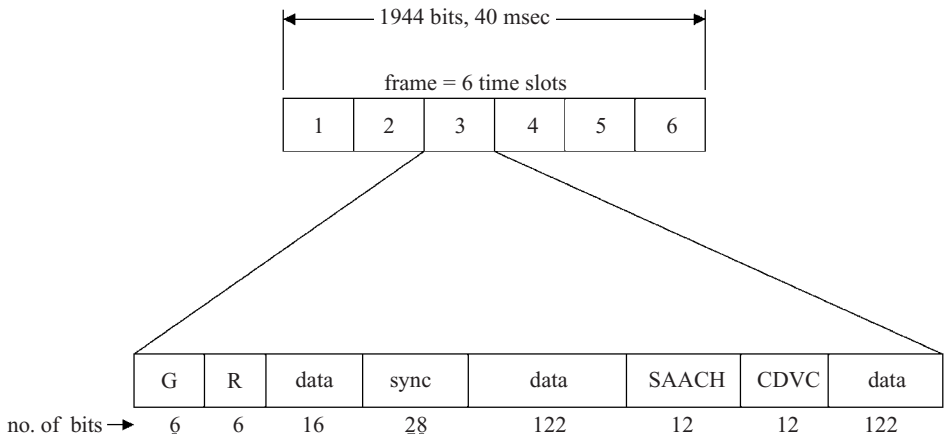 1944 bits, 40 msec
frame = 6 time slots
1 2 3 4 5 6
G R data sync data SAACH CDVC data
no. of bits 6 6 16 28 122 12 12 122